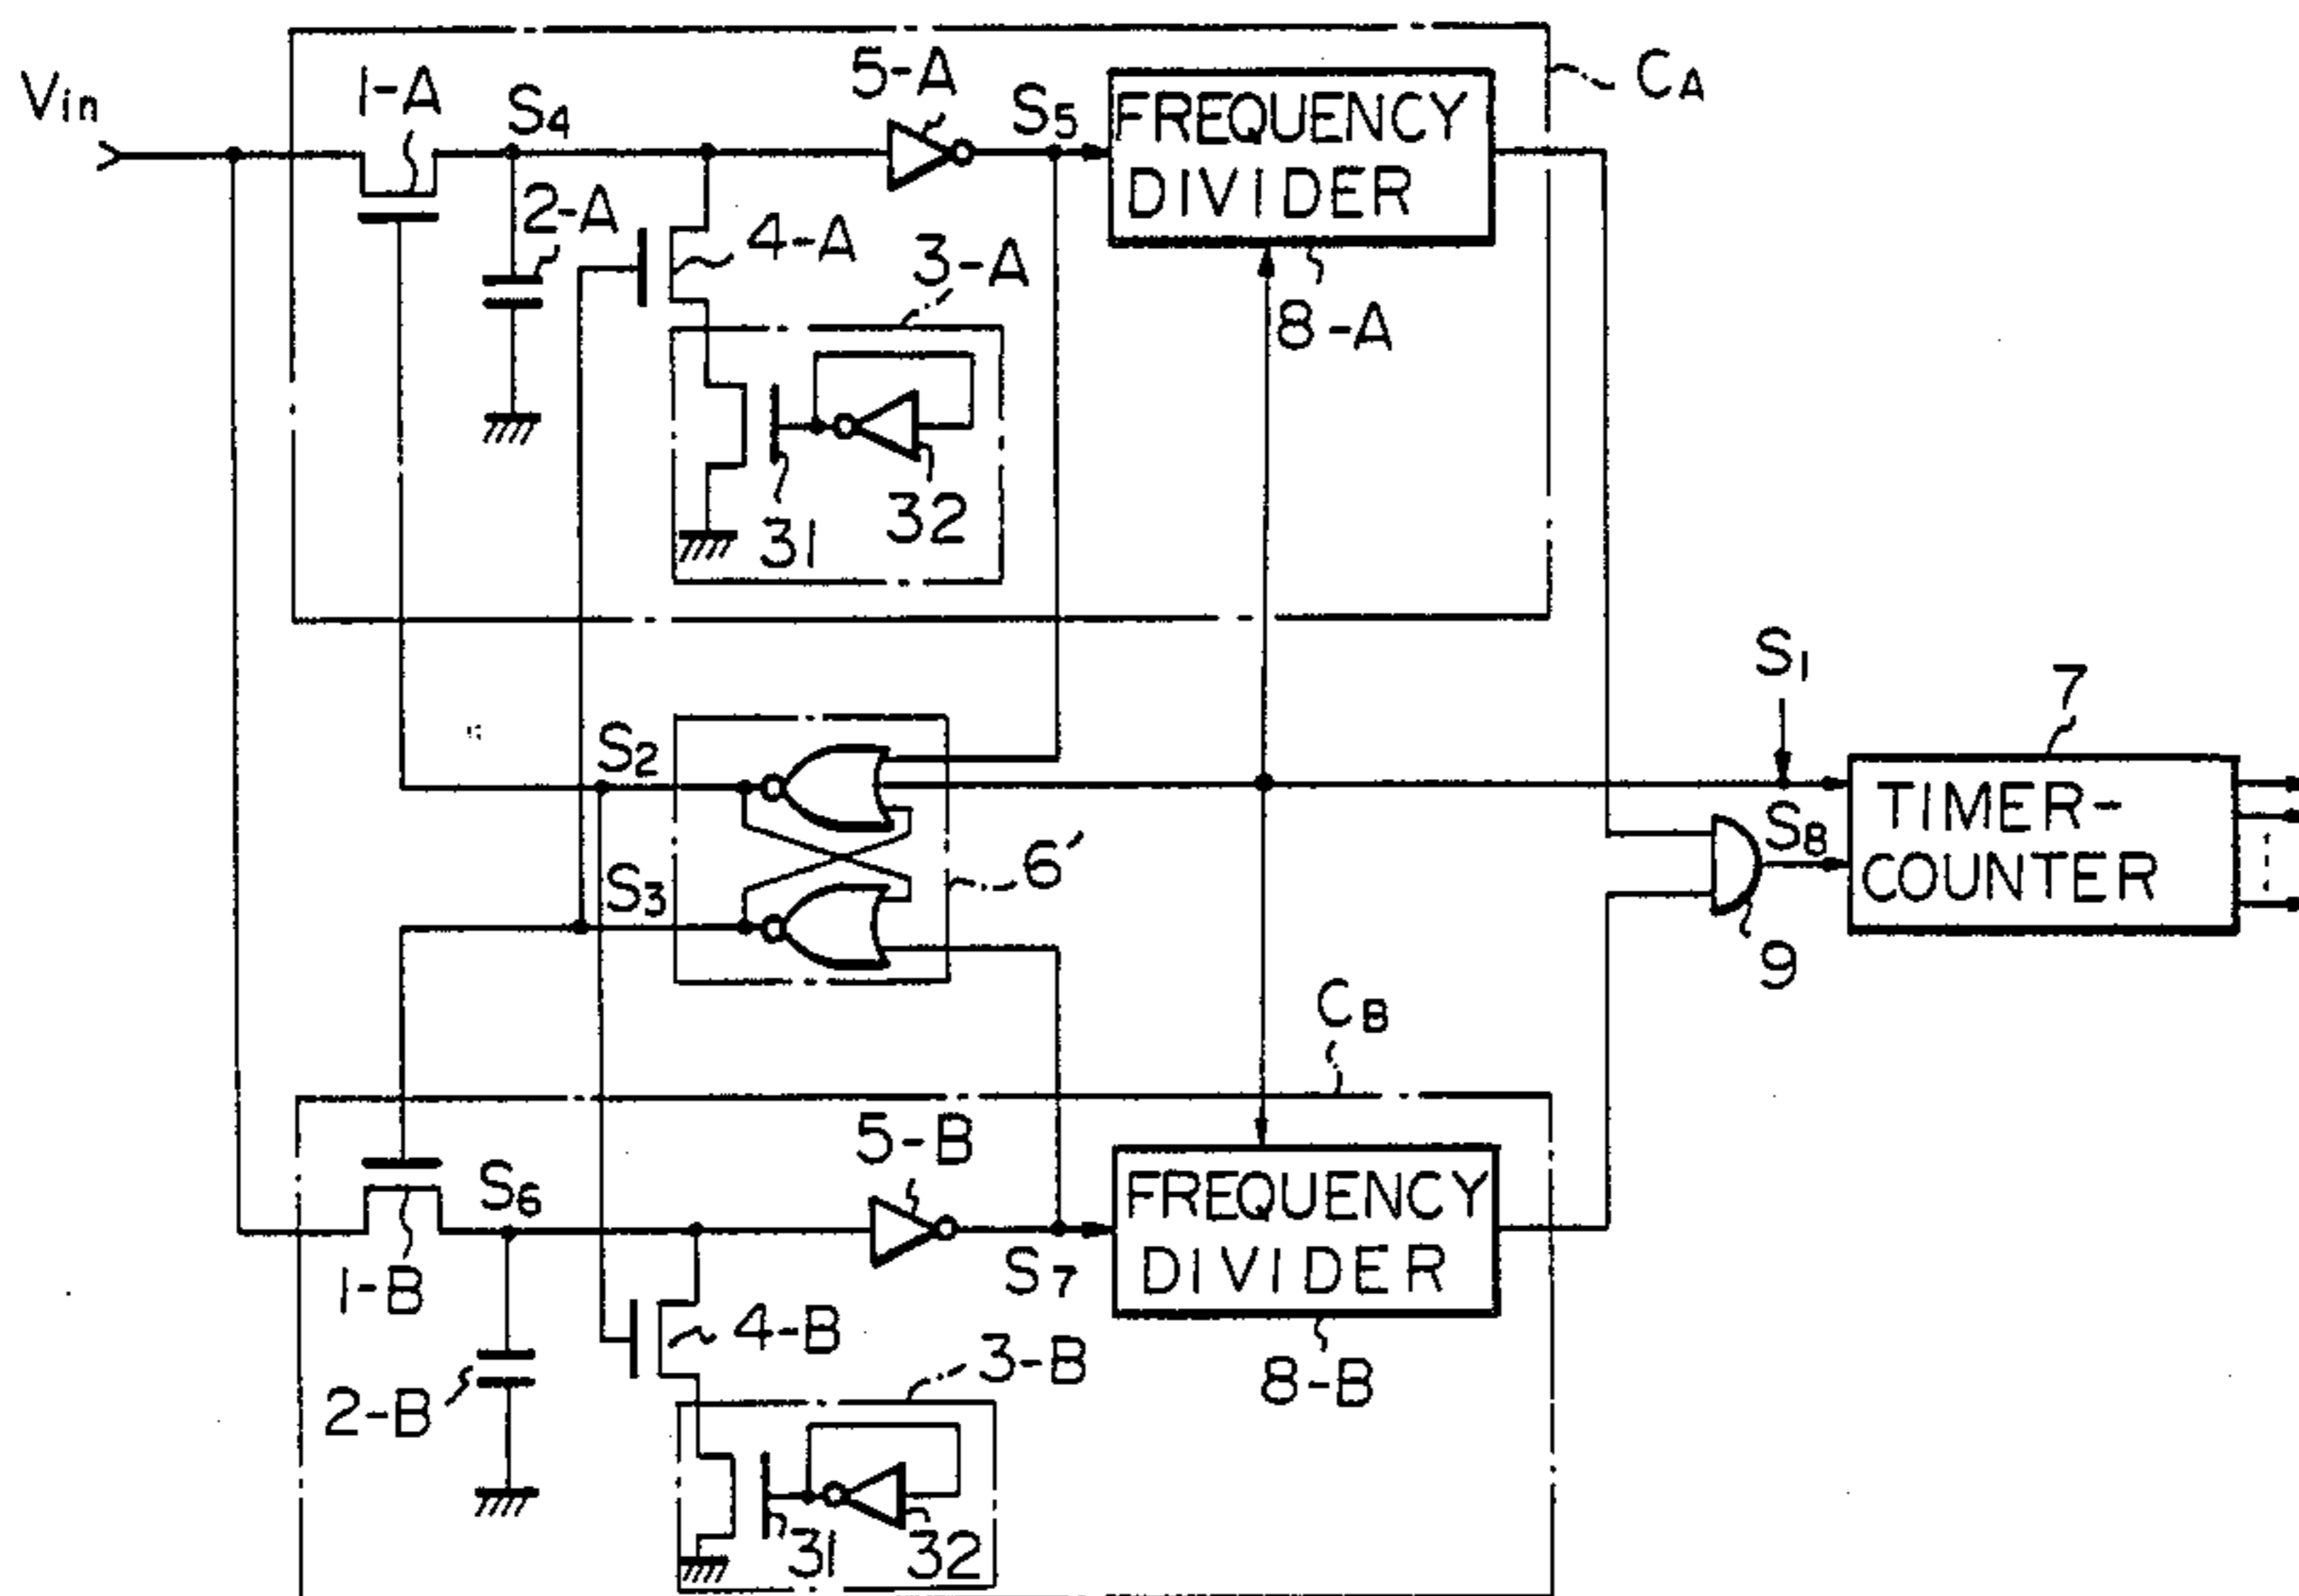 Vin
1-A
S4
5-A
S5
FREQUENCY
DIVIDER
CA
2-A
4-A
3-A
8-A
31
32
S1
7
S2
6'
S3
TIMER-
COUNTER
S8
9
CB
5-B
S6
1-B
S7
FREQUENCY
DIVIDER
4-B
3-B
8-B
2-B
31
32